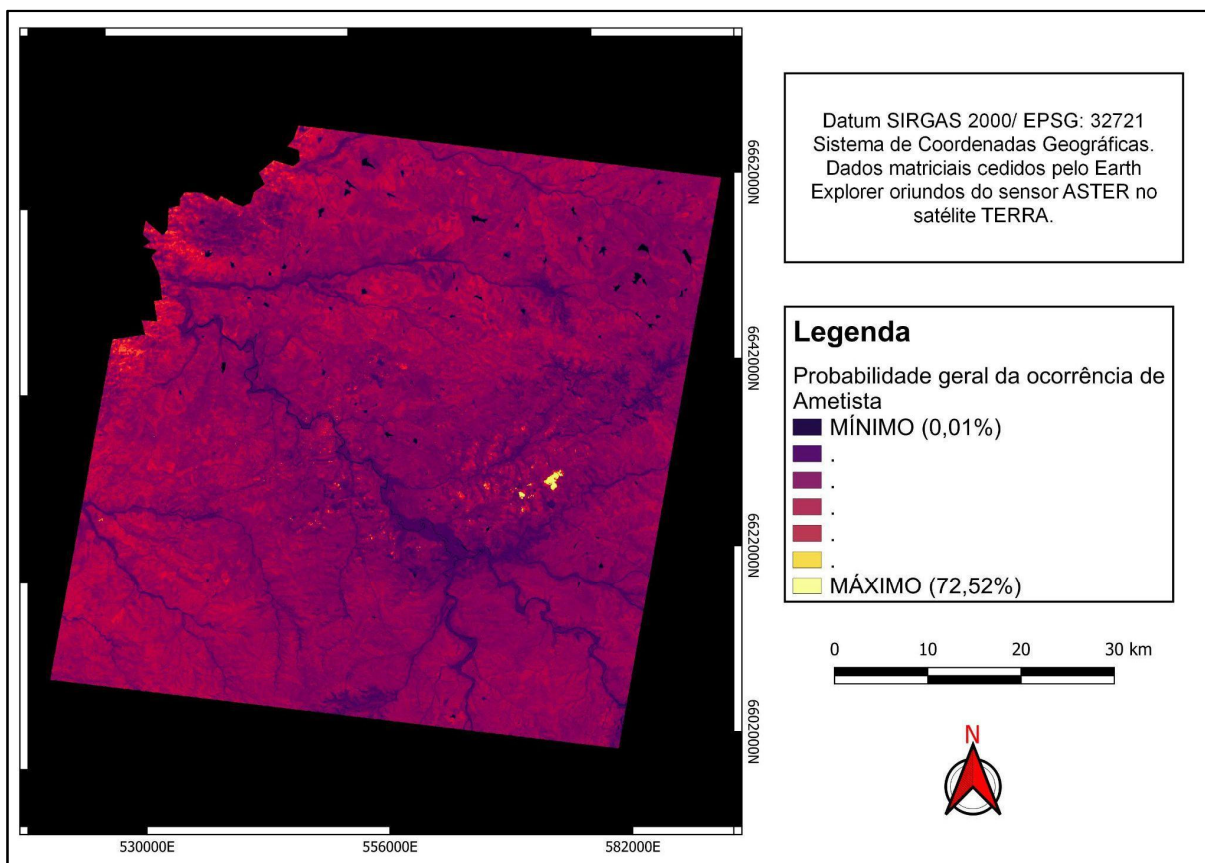 Datum SIRGAS 2000/ EPSG: 32721
Sistema de Coordenadas Geográficas.
Dados matriciais cedidos pelo Earth
Explorer oriundos do sensor ASTER no
satélite TERRA.
6662000N
6642000N
6622000N
6602000N
530000E
556000E
582000E
Legenda
Probabilidade geral da ocorrência de
Ametista
MÍNIMO (0,01%)
.
.
.
.
.
MÁXIMO (72,52%)
0 10 20 30 km
N